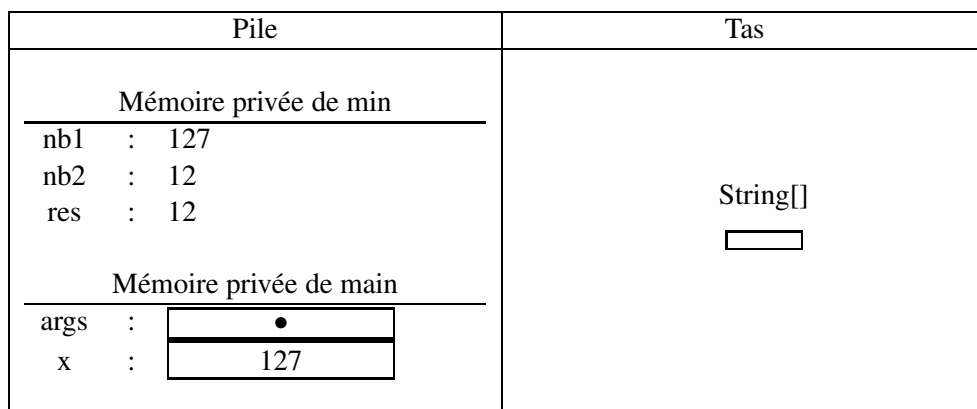 Pile Tas
Mémoire privée de min
nb1 : 127
nb2 : 12
res : 12
String[]
Mémoire privée de main
args : •
x : 127